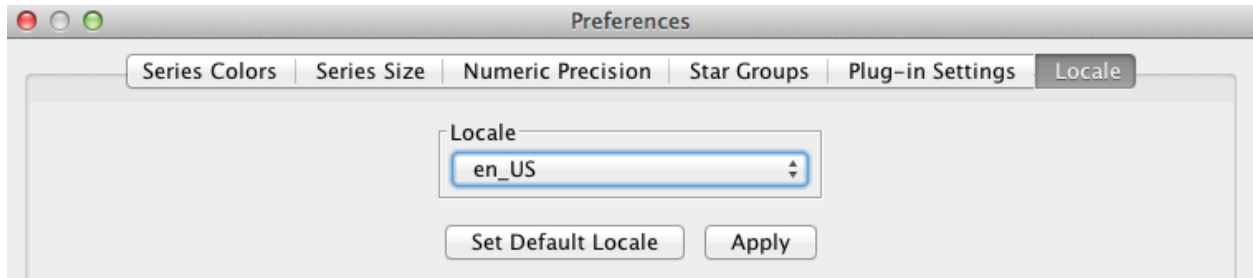 Preferences
Series Colors Series Size Numeric Precision Star Groups Plug-in Settings Locale
Locale
en_US
Set Default Locale Apply